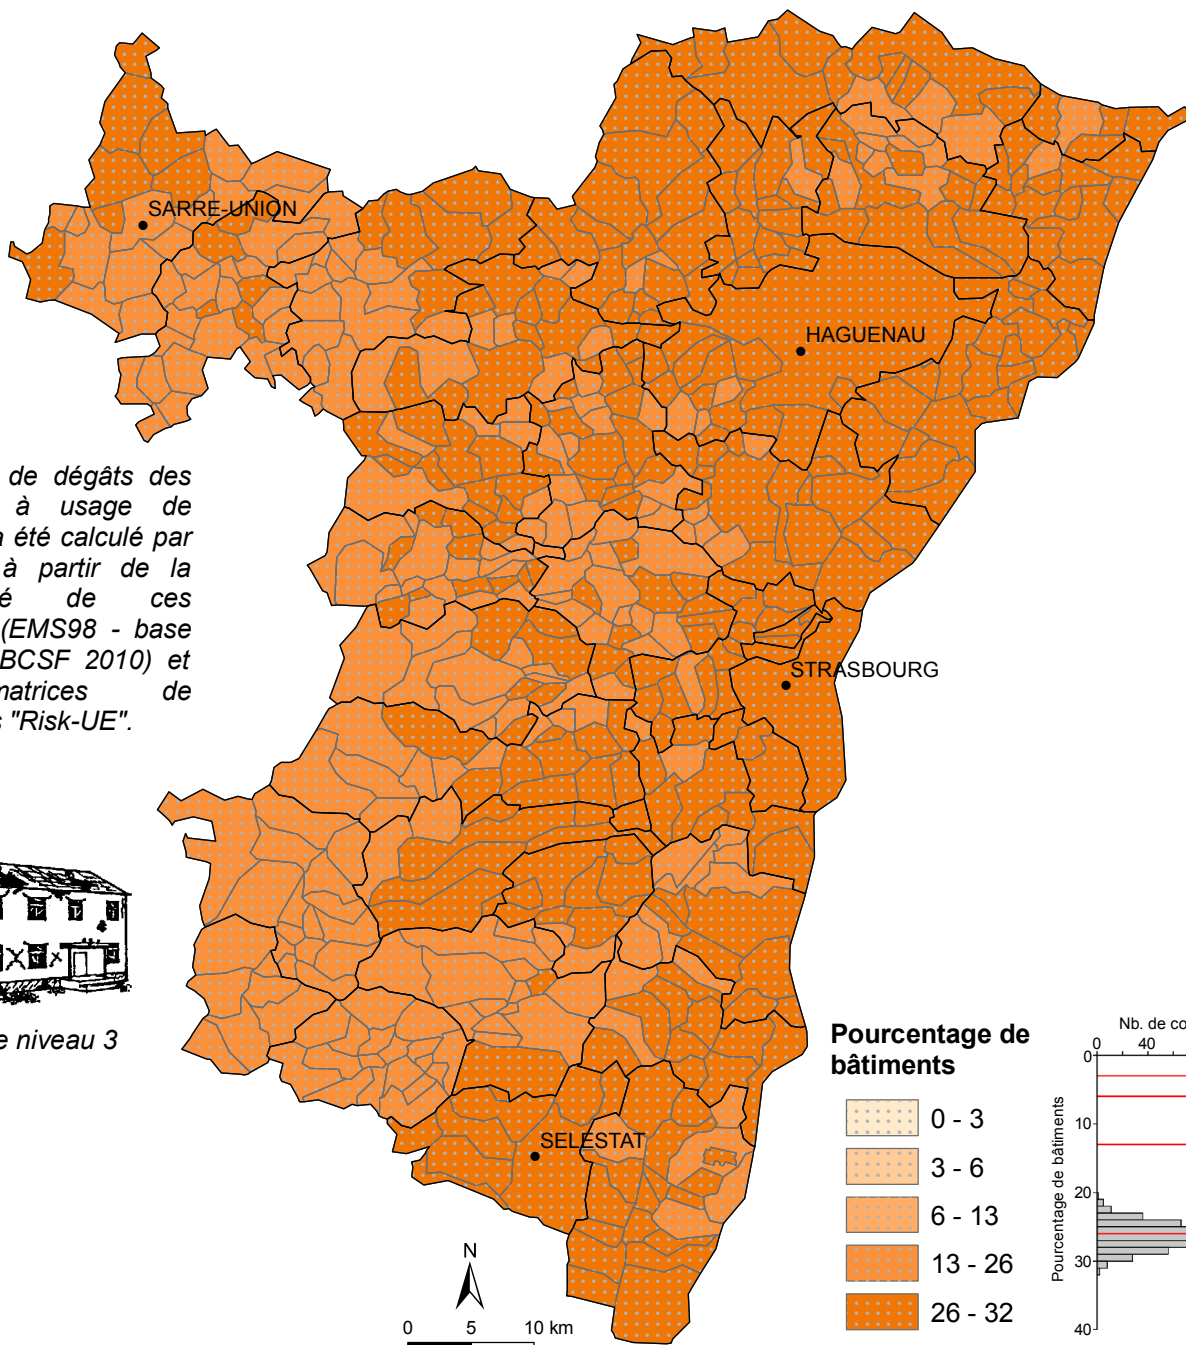 SARRE-UNION
HAGUENAU
de dégâts des
à usage de
a été calculé par
à partir de la
é de ces
(EMS98 - base
BCSF 2010) et
matrices de
s "Risk-UE".
STRASBOURG
e niveau 3
SELESTAT
N
0 5 10 km
Pourcentage de
bâtiments
0 - 3
3 - 6
6 - 13
13 - 26
26 - 32
Nb. de co
0 40
Pourcentage de bâtiments
0
10
20
30
40